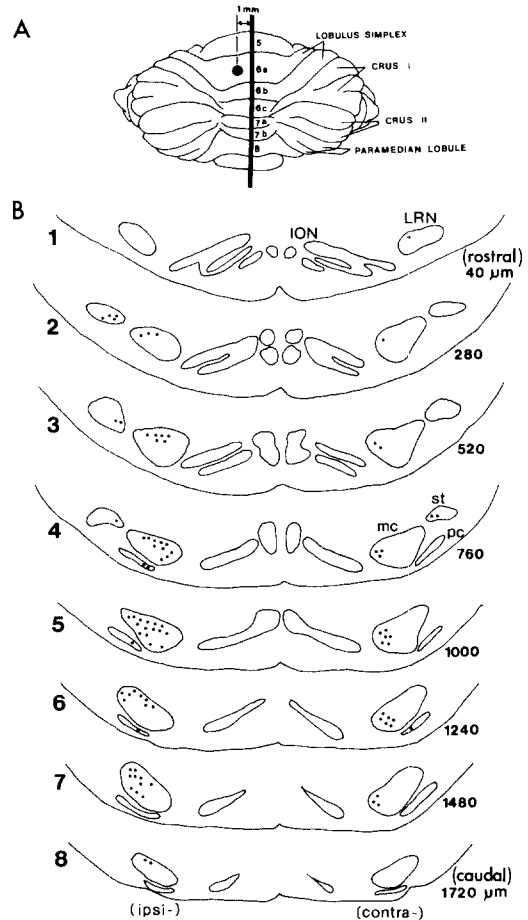 A
1mm
LOBULUS SIMPLEX
5
6a
CRUS I
6b
6c
7a
CRUS II
7b
8
PARAMEDIAN LOBULE
B
1
ION
LRN
(rostral)
40 µm
2
280
3
520
4
mc
st
pc
760
5
1000
6
1240
7
1480
8
(caudal)
1720 µm
(ipsi-)
(contra-)